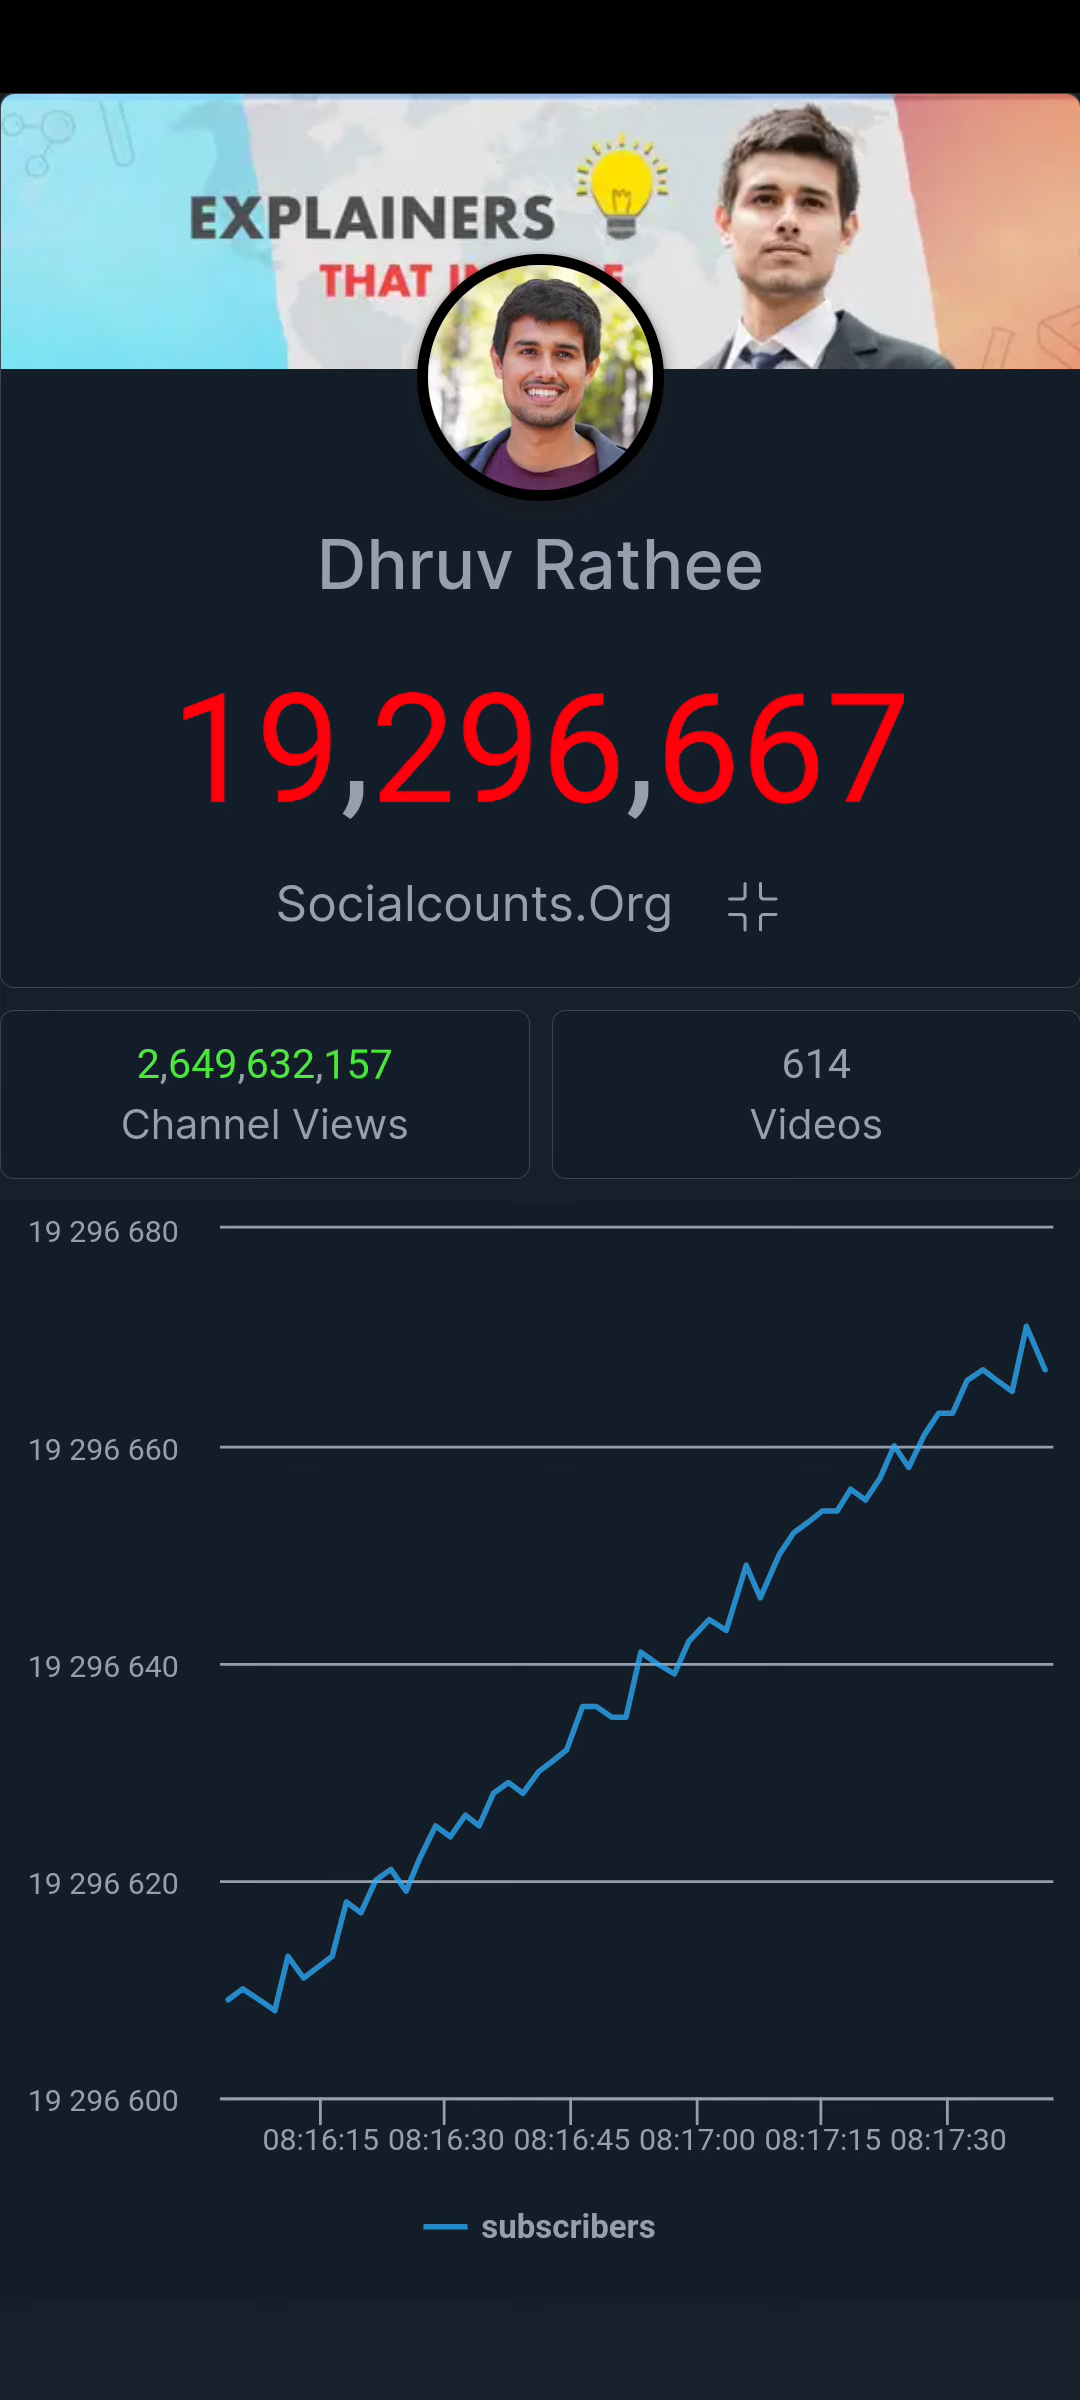 EXPLAINERS
THAT
Dhruv Rathee
19,296,667
Socialcounts.Org
2,649,632,157
Channel Views
614
Videos
19 296 680
19 296 660
19 296 640
19 296 620
19 296 600
08:16:15 08:16:30 08:16:45 08:17:00 08:17:15 08:17:30
subscribers